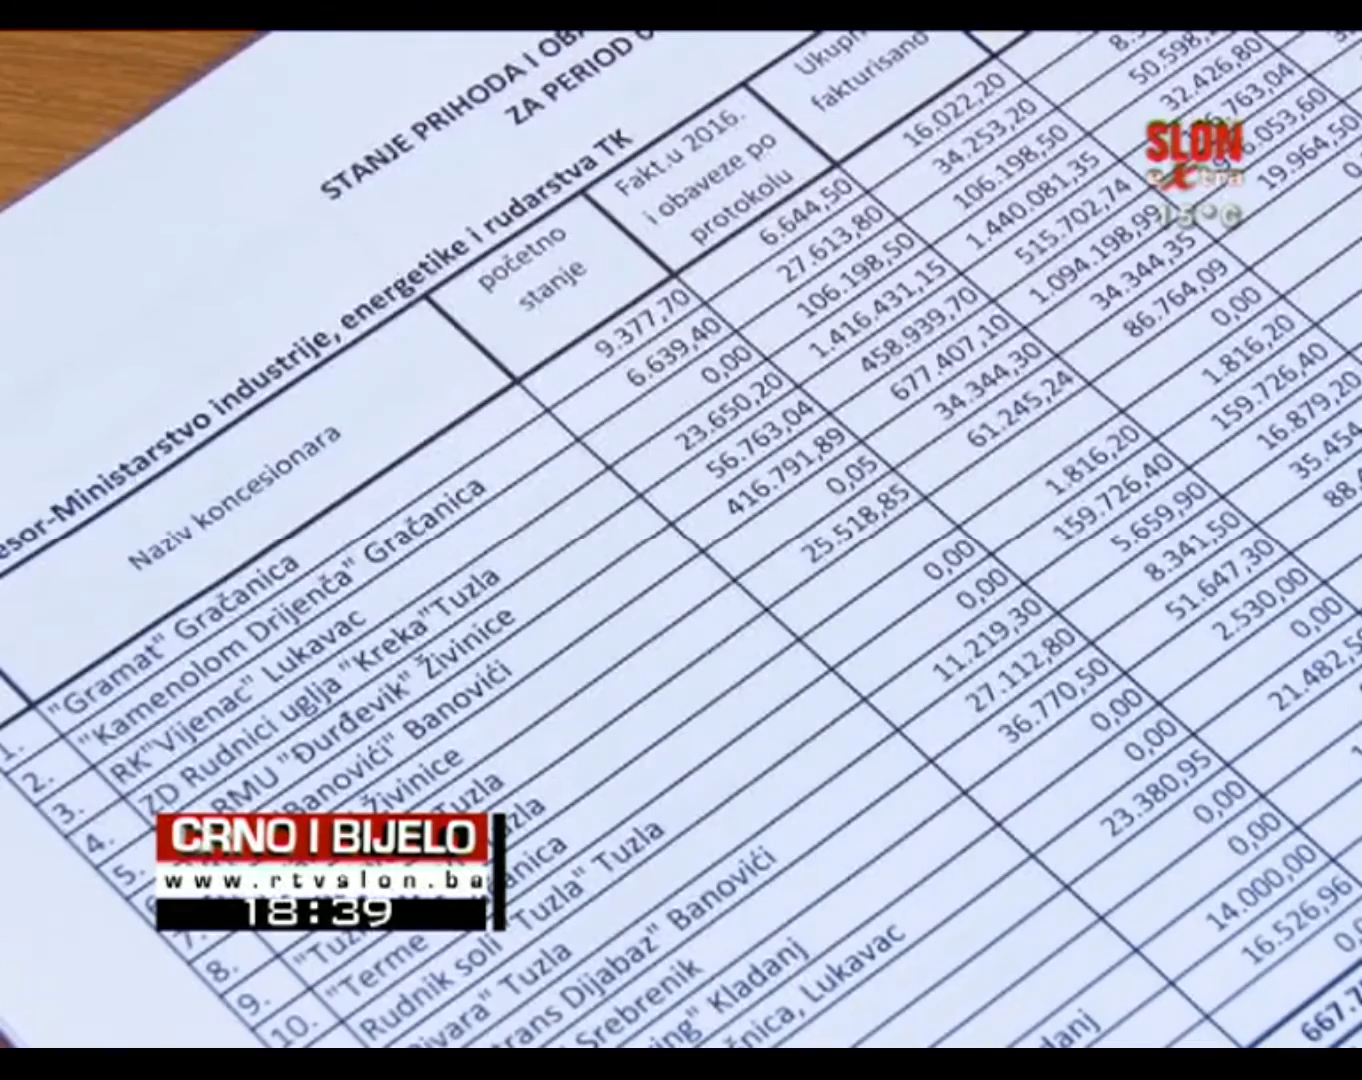 STANJE PRIHODA I
ZA PERIOD
Ministarstvo industrije, energetike i rudarstva TK
Naziv koncesionara
početno
stanje
Fakt.u 2016.
i obaveze po
protokolu
fakturisano
1. "Gramat" Gračanica 9.377,70 6.644,50 16.022,20
2. "Kamenolom Drijenča" Gračanica 6.639,40 27.613,80 34.253,20
3. RK"Vijenac" Lukavac 0,00 106.198,50 106.198,50
4. ZD Rudnici uglja "Kreka"Tuzla 23.650,20 1.416.431,15 1.440.081,35
5. RMU "Đurđevik" Živinice 56.763,04 458.939,70 515.702,74
Banovići" Banovići 416.791,89 677.407,10 1.094.198,99
7. Živinice 0,05 34.344,30 34.344,35
8. Tuzla 25.518,85 61.245,24 86.764,09
9. 0,00
10. "Terme 0,00 1.816,20 1.816,20
Rudnik soli "Tuzla" Tuzla 11.219,30 159.726,40 159.726,40
Tuzla 27.112,80 5.659,90 16.879,20
Dijabaz" Banovići 36.770,50 8.341,50
Srebrenik 0,00 51.647,30
Kladanj 0,00 2.530,00
Lukavac 23.380,95 0,00
0,00 21.482,5
0,00
14.000,00
16.526,96
50.598
32.426,80
763,04
053,60
19.964,50
SLON
extra
15°C
CRNO I BIJELO
www.rtvslon.ba
18:39